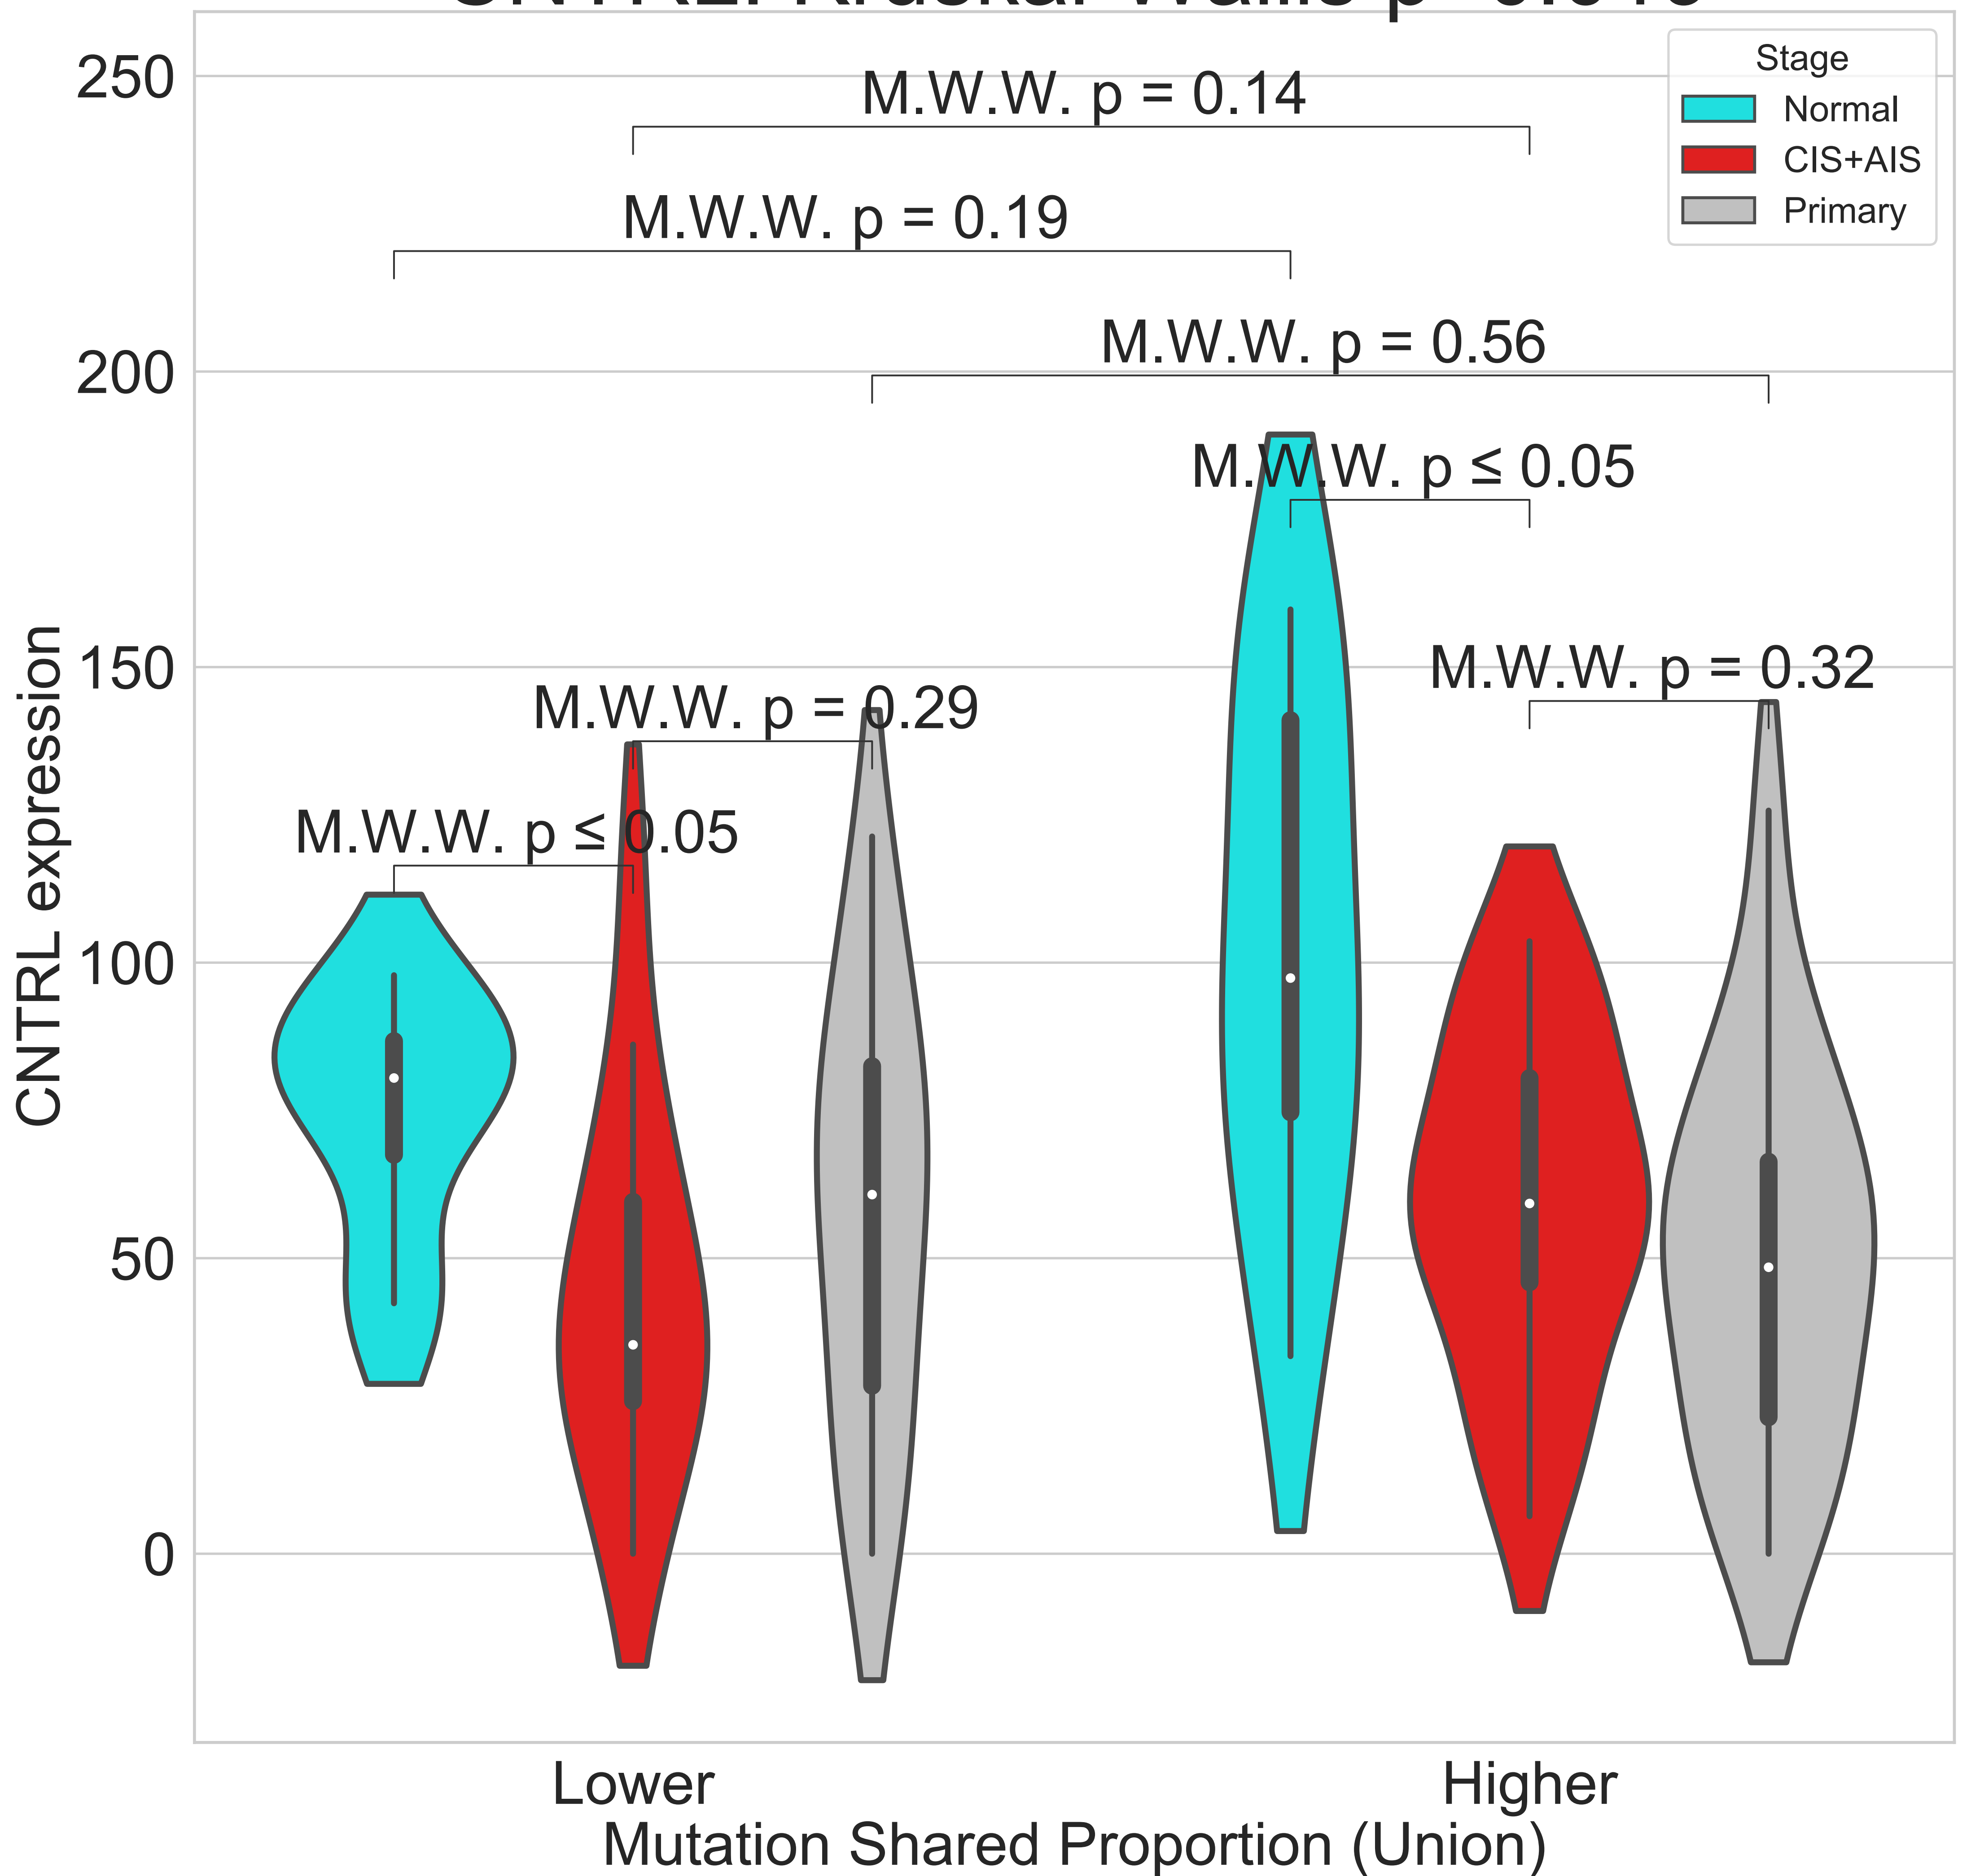 250
M.W.W. p = 0.14
Stage
Normal
CIS+AIS
Primary
M.W.W. p = 0.19
200
M.W.W. p = 0.56
M.W.W. p ≤ 0.05
150
M.W.W. p = 0.32
M.W.W. p = 0.29
M.W.W. p ≤ 0.05
CNTRL expression
100
50
0
Lower
Higher
Mutation Shared Proportion (Union)